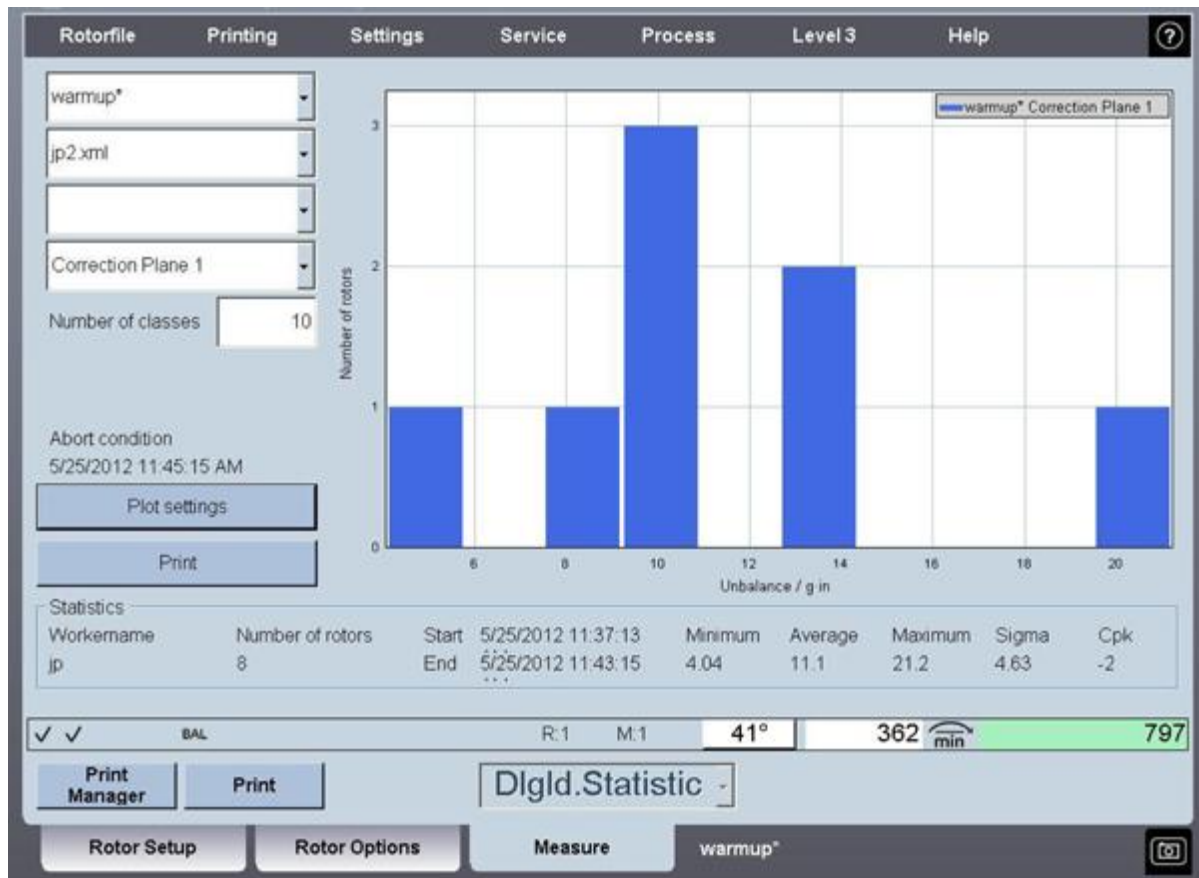 Rotorfile Printing Settings Service Process Level 3 Help ?
warmup*
jp2.xml
Correction Plane 1
Number of classes 10
Abort condition
5/25/2012 11:45:15 AM
Plot settings
Print
warmup* Correction Plane 1
Number of rotors
3
2
1
0
6 8 10 12 14 16 18 20
Unbalance / g·in
Statistics
Workername Number of rotors Start 5/25/2012 11:37:13 Minimum Average Maximum Sigma Cpk
jp 8 End 5/25/2012 11:43:15 4.04 11.1 21.2 4.63 -2
BAL R:1 M:1 41° 362 min 797
Print Manager Print DlgId.Statistic
Rotor Setup Rotor Options Measure warmup*